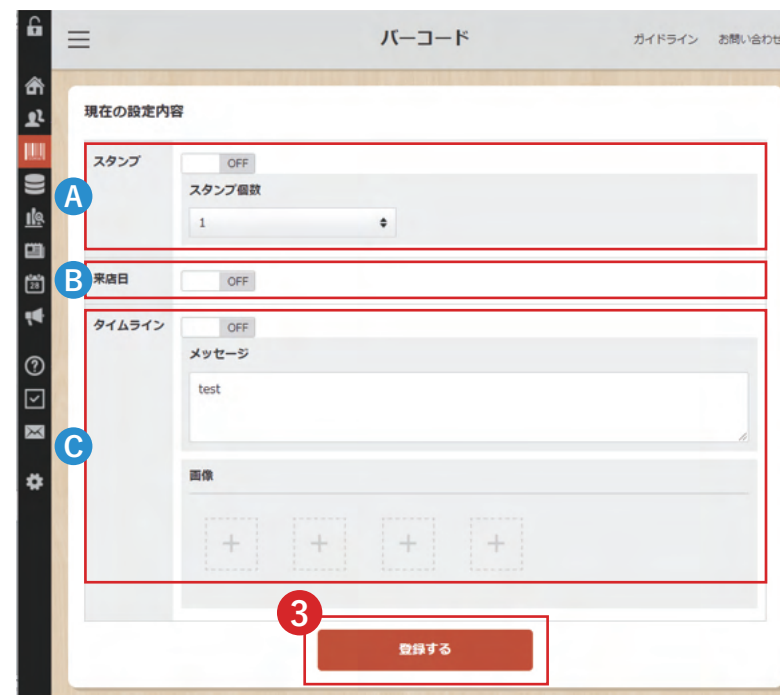 バーコード
ガイドライン お問い合わせ
現在の設定内容
A
スタンプ
OFF
スタンプ個数
1
B
来店日
OFF
28
C
タイムライン
OFF
メッセージ
test
画像
3
登録する